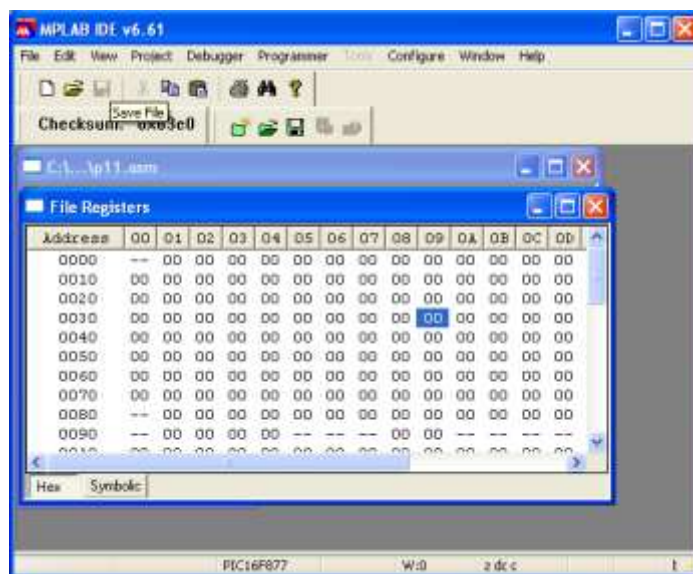 MPLAB IDE v6.61
File Edit View Project Debugger Programmer Tools Configure Window Help
Save File
Checksum: 0x63c0
C:\...\p11.asm
File Registers
Address 00 01 02 03 04 05 06 07 08 09 0A 0B 0C 0D
0000 -- 00 00 00 00 00 00 00 00 00 00 00 00 00
0010 00 00 00 00 00 00 00 00 00 00 00 00 00 00
0020 00 00 00 00 00 00 00 00 00 00 00 00 00 00
0030 00 00 00 00 00 00 00 00 00 00 00 00 00 00
0040 00 00 00 00 00 00 00 00 00 00 00 00 00 00
0050 00 00 00 00 00 00 00 00 00 00 00 00 00 00
0060 00 00 00 00 00 00 00 00 00 00 00 00 00 00
0070 00 00 00 00 00 00 00 00 00 00 00 00 00 00
0080 -- 00 00 00 00 00 00 00 00 00 00 00 00 00
0090 -- 00 00 00 00 -- -- -- 00 00 -- -- -- --
Hex Symbolic
PIC16F877 W:0 z dc c